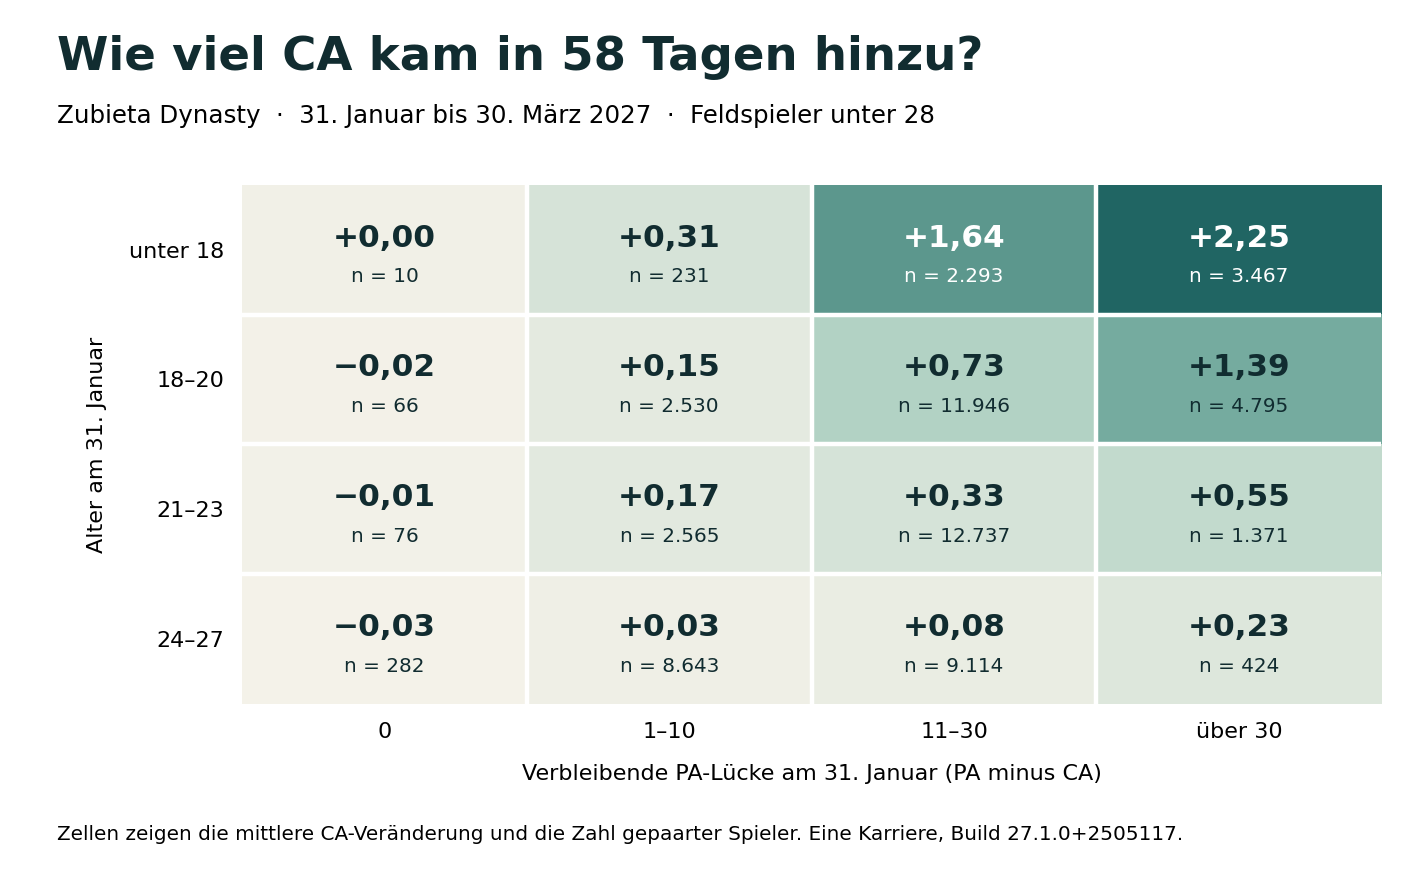 Wie viel CA kam in 58 Tagen hinzu?
Zubieta Dynasty · 31. Januar bis 30. März 2027 · Feldspieler unter 28
Alter am 31. Januar
unter 18
+0,00
n = 10
+0,31
n = 231
+1,64
n = 2.293
+2,25
n = 3.467
18–20
−0,02
n = 66
+0,15
n = 2.530
+0,73
n = 11.946
+1,39
n = 4.795
21–23
−0,01
n = 76
+0,17
n = 2.565
+0,33
n = 12.737
+0,55
n = 1.371
24–27
−0,03
n = 282
+0,03
n = 8.643
+0,08
n = 9.114
+0,23
n = 424
0
1–10
11–30
über 30
Verbleibende PA-Lücke am 31. Januar (PA minus CA)
Zellen zeigen die mittlere CA-Veränderung und die Zahl gepaarter Spieler. Eine Karriere, Build 27.1.0+2505117.